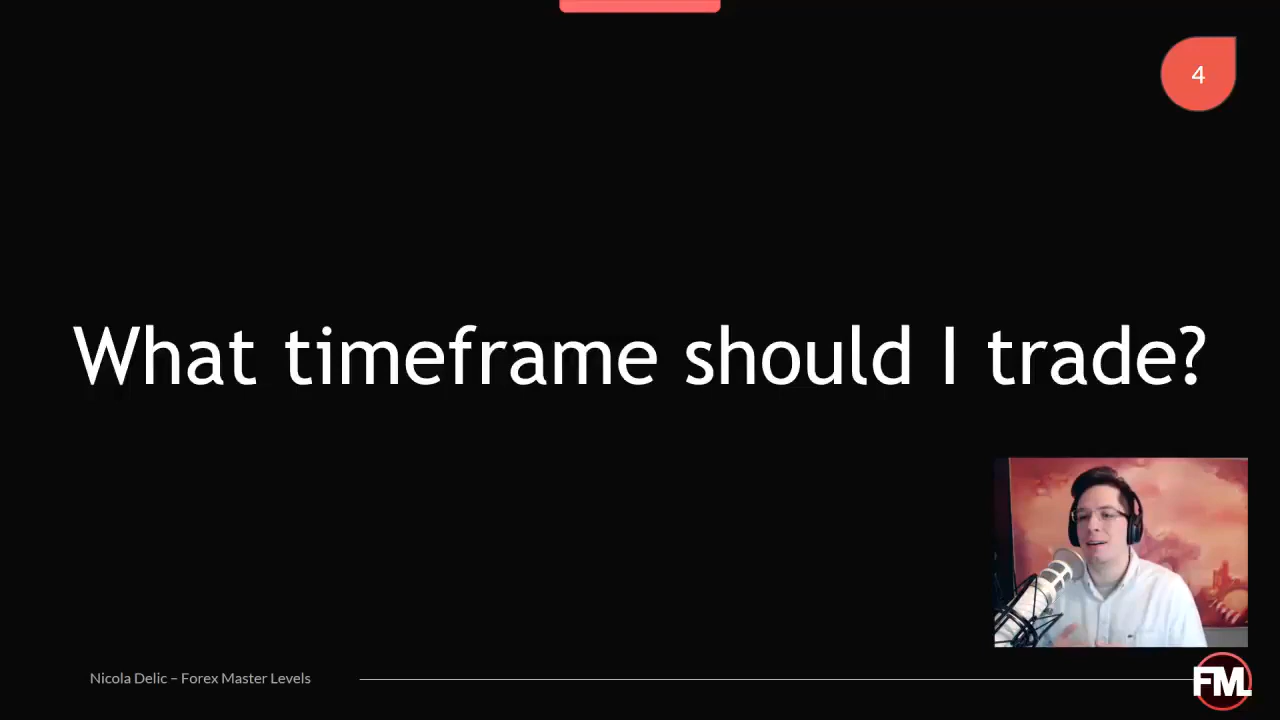 4
What timeframe should I trade?
Nicola Delic – Forex Master Levels
FML